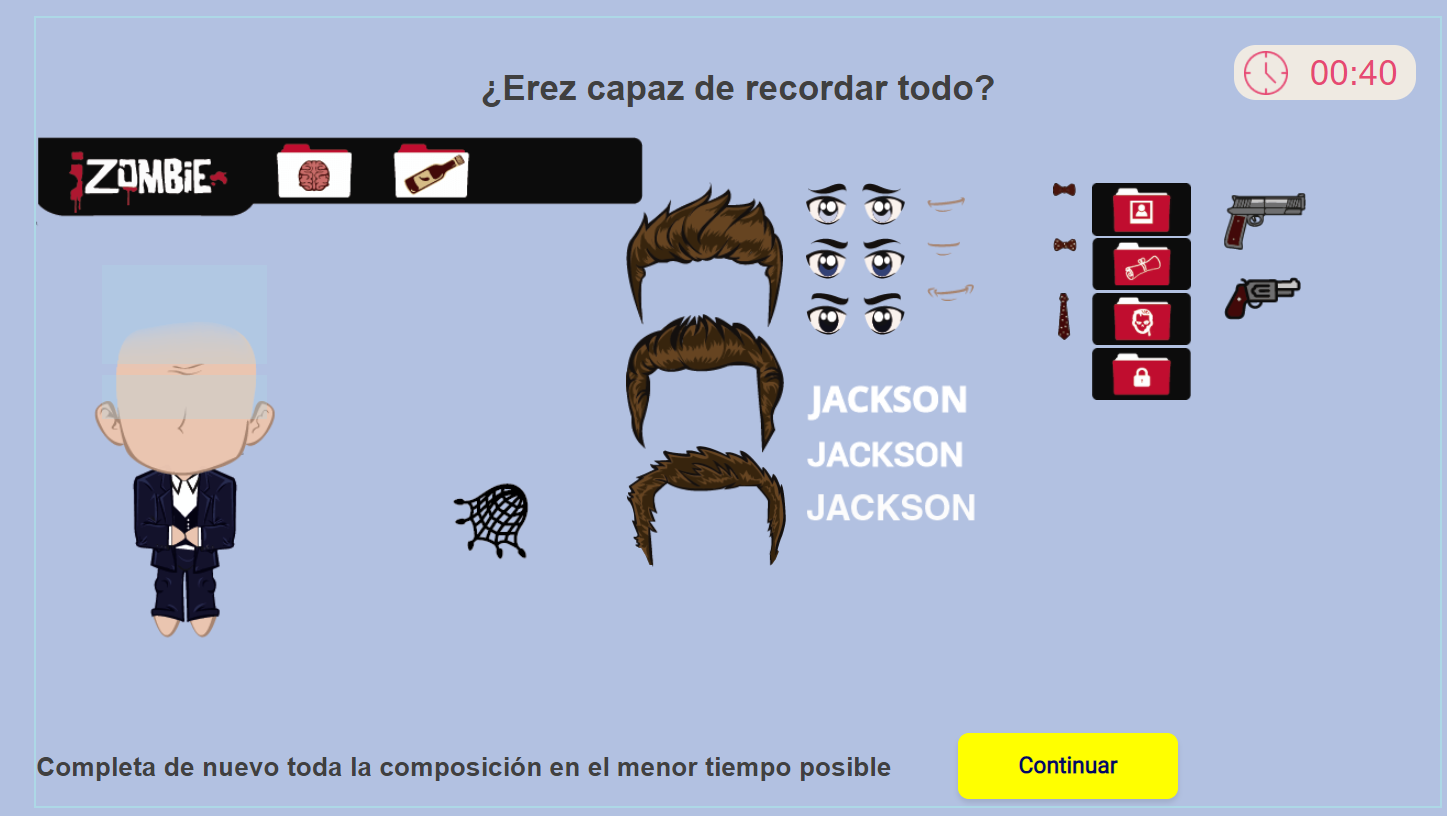 ¿Erez capaz de recordar todo?
00:40
iZOMBiE
JACKSON
JACKSON
JACKSON
Completa de nuevo toda la composición en el menor tiempo posible
Continuar